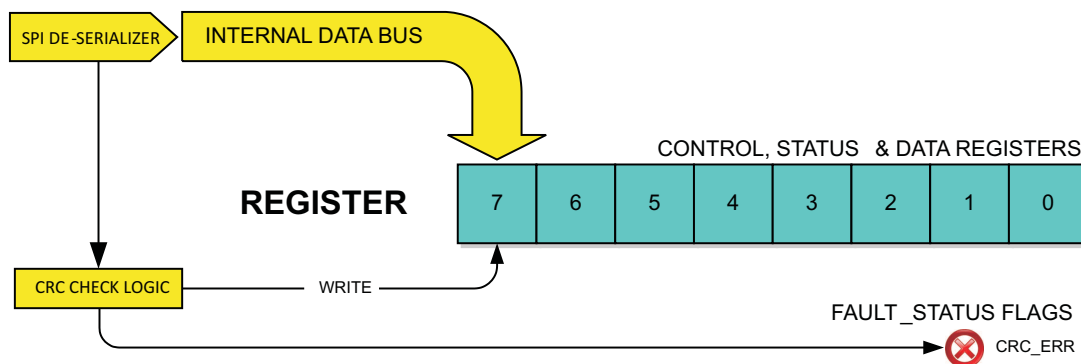 SPI DE-SERIALIZER
INTERNAL DATA BUS
CONTROL, STATUS & DATA REGISTERS
REGISTER
7 6 5 4 3 2 1 0
CRC CHECK LOGIC
WRITE
FAULT_STATUS FLAGS
CRC_ERR